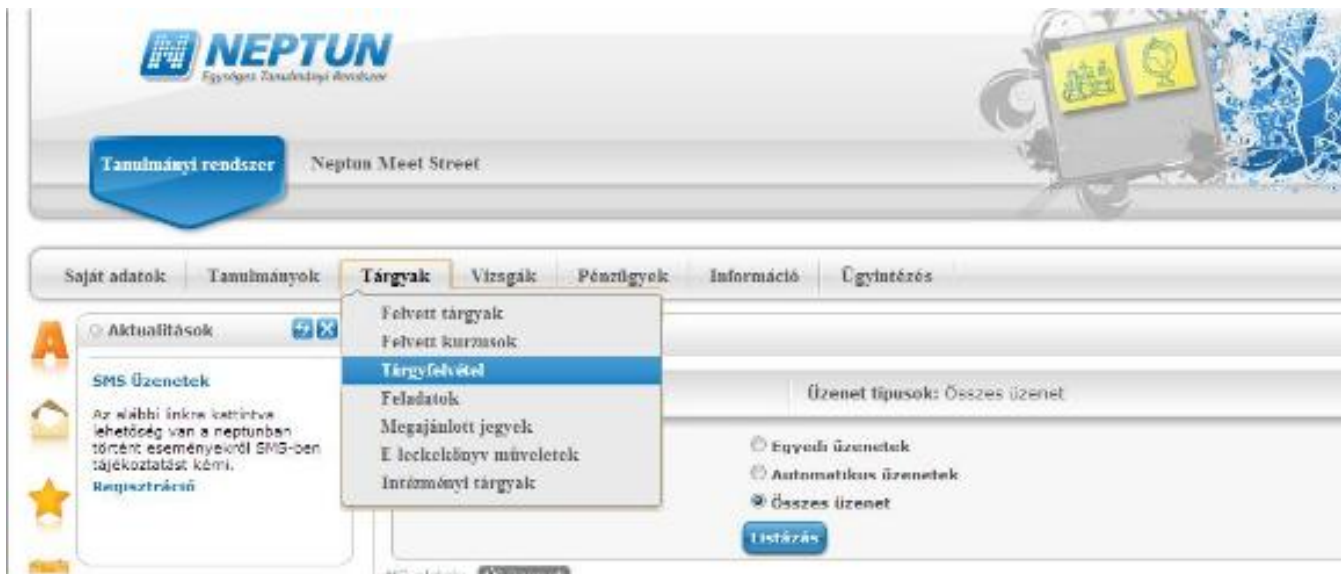 NEPTUN
Egységes Tanulmányi Rendszer
Tanulmányi rendszer
Neptun Meet Street
Saját adatok Tanulmányok Tárgyak Vizsgák Pénzügyek Információ Ügyintézés
Felvett tárgyak
Felvett kurzusok
Tárgyfelvétel
Feladatok
Megajánlott jegyek
E leckekönyv műveletek
Intézményi tárgyak
Aktualitások
SMS Üzenetek
Az alábbi linkre kattintva
lehetőség van a neptunban
történt eseményekről SMS-ben
tájékoztatást kérni.
Regisztráció
Üzenet típusok: Összes üzenet
Egyedi üzenetek
Automatikus üzenetek
Összes üzenet
Listázás